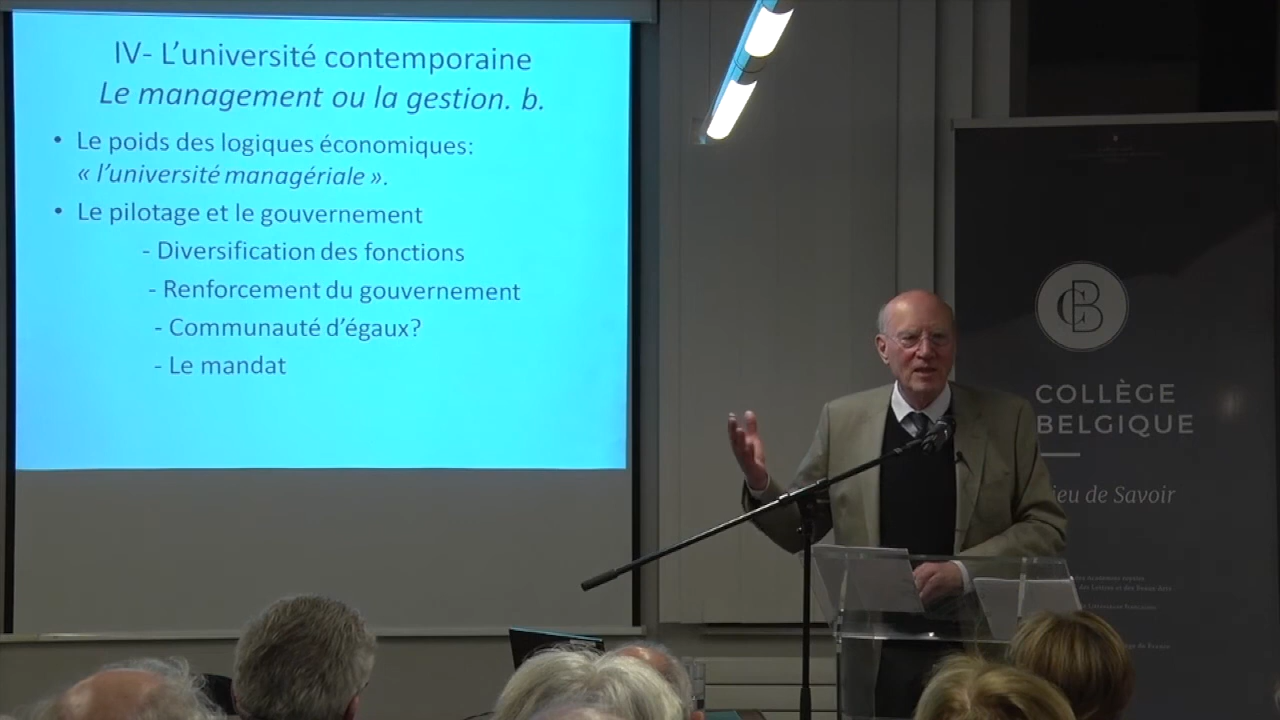 IV- L'université contemporaine
Le management ou la gestion. b.
• Le poids des logiques économiques:
« l'université managériale ».
• Le pilotage et le gouvernement
- Diversification des fonctions
- Renforcement du gouvernement
- Communauté d'égaux?
- Le mandat
CB
COLLÈGE
BELGIQUE
de Savoir